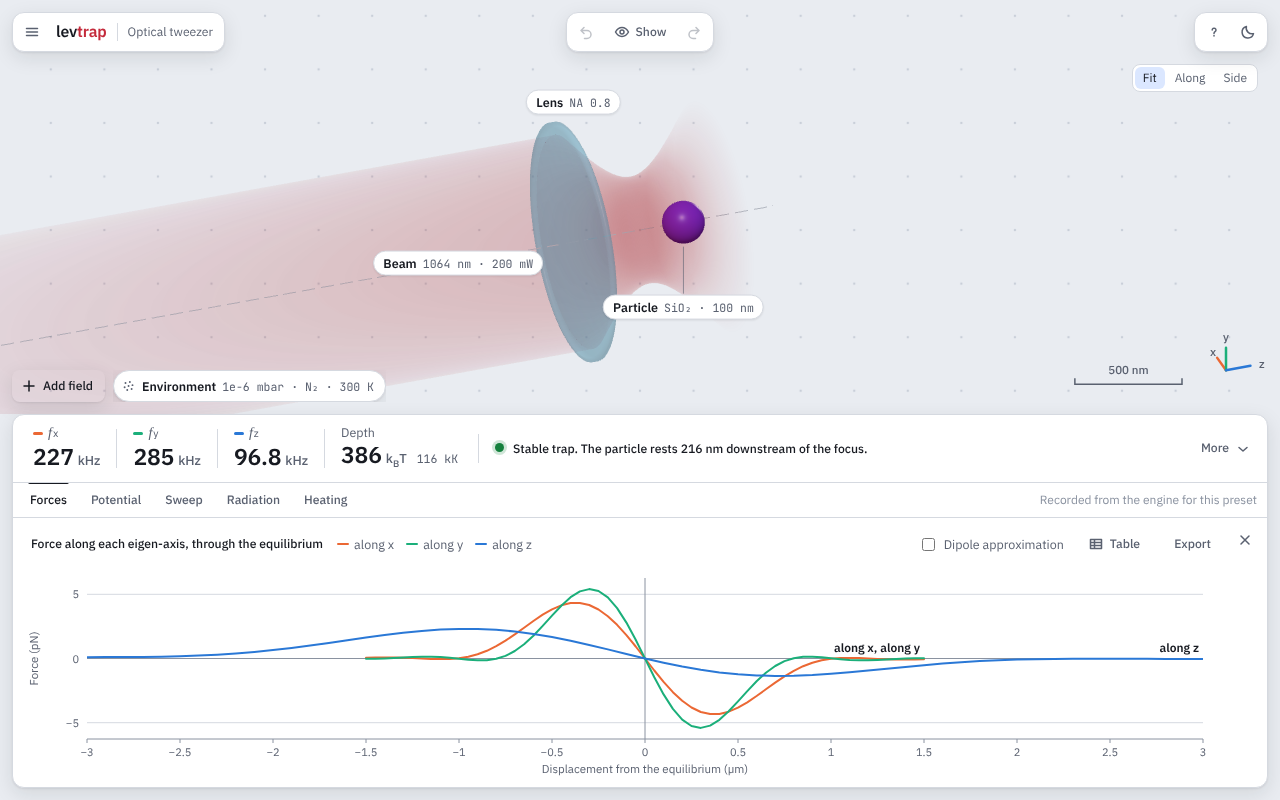 levtrap Optical tweezer
Show
?
Fit Along Side
Lens NA 0.8
Beam 1064 nm · 200 mW
Particle SiO₂ · 100 nm
Add field
Environment 1e-6 mbar · N₂ · 300 K
500 nm
y
x
z
fx
227 kHz
fy
285 kHz
fz
96.8 kHz
Depth
386 kBT 116 kK
Stable trap. The particle rests 216 nm downstream of the focus.
More
Forces Potential Sweep Radiation Heating
Recorded from the engine for this preset
Force along each eigen-axis, through the equilibrium
along x along y along z
Dipole approximation
Table
Export
Force (pN)
5
0
−5
along x, along y
along z
−3 −2.5 −2 −1.5 −1 −0.5 0 0.5 1 1.5 2 2.5 3
Displacement from the equilibrium (µm)